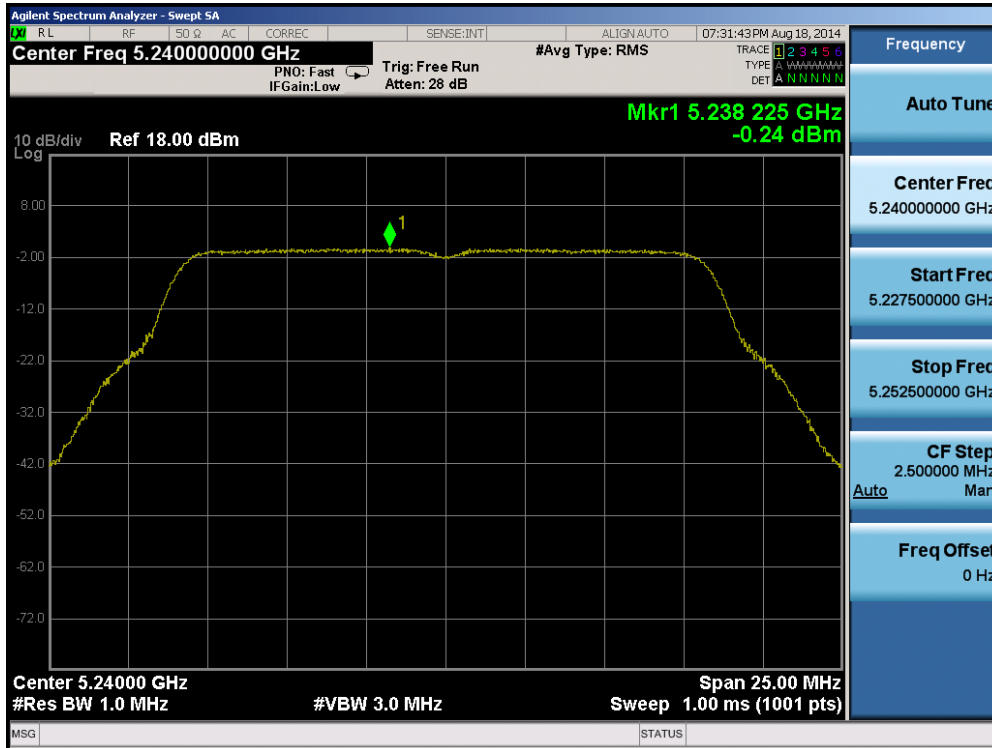 Agilent Spectrum Analyzer - Swept SA
LXI RL RF 50 Ω AC CORREC SENSE:INT ALIGN AUTO 07:31:43 PM Aug 18, 2014
Center Freq 5.240000000 GHz
PNO: Fast
IFGain:Low
Trig: Free Run
Atten: 28 dB
#Avg Type: RMS
TRACE 1 2 3 4 5 6
TYPE A WWWWW
DET A N N N N N
Mkr1 5.238 225 GHz
-0.24 dBm
10 dB/div Ref 18.00 dBm
Log
8.00
1
-2.00
-12.0
-22.0
-32.0
-42.0
-52.0
-62.0
-72.0
Center 5.24000 GHz Span 25.00 MHz
#Res BW 1.0 MHz #VBW 3.0 MHz Sweep 1.00 ms (1001 pts)
MSG STATUS
Frequency
Auto Tune
Center Freq
5.240000000 GHz
Start Freq
5.227500000 GHz
Stop Freq
5.252500000 GHz
CF Step
2.500000 MHz
Auto Man
Freq Offset
0 Hz